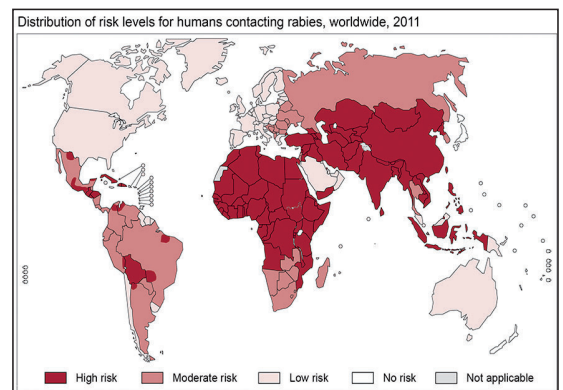 Distribution of risk levels for humans contacting rabies, worldwide, 2011
High risk
Moderate risk
Low risk
No risk
Not applicable